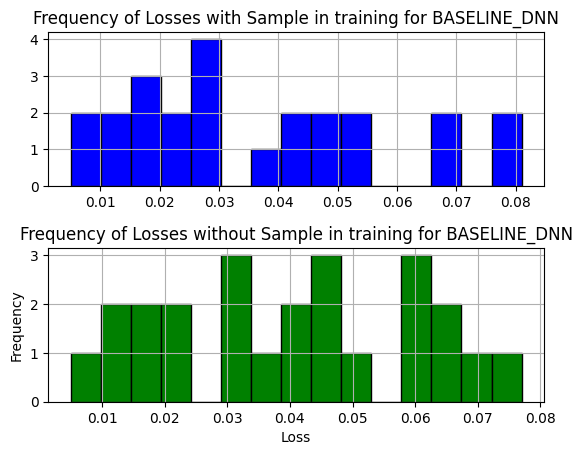 Frequency of Losses with Sample in training for BASELINE_DNN
4
3
2
1
0
0.01 0.02 0.03 0.04 0.05 0.06 0.07 0.08
Frequency of Losses without Sample in training for BASELINE_DNN
3
2
1
0
Frequency
0.01 0.02 0.03 0.04 0.05 0.06 0.07 0.08
Loss